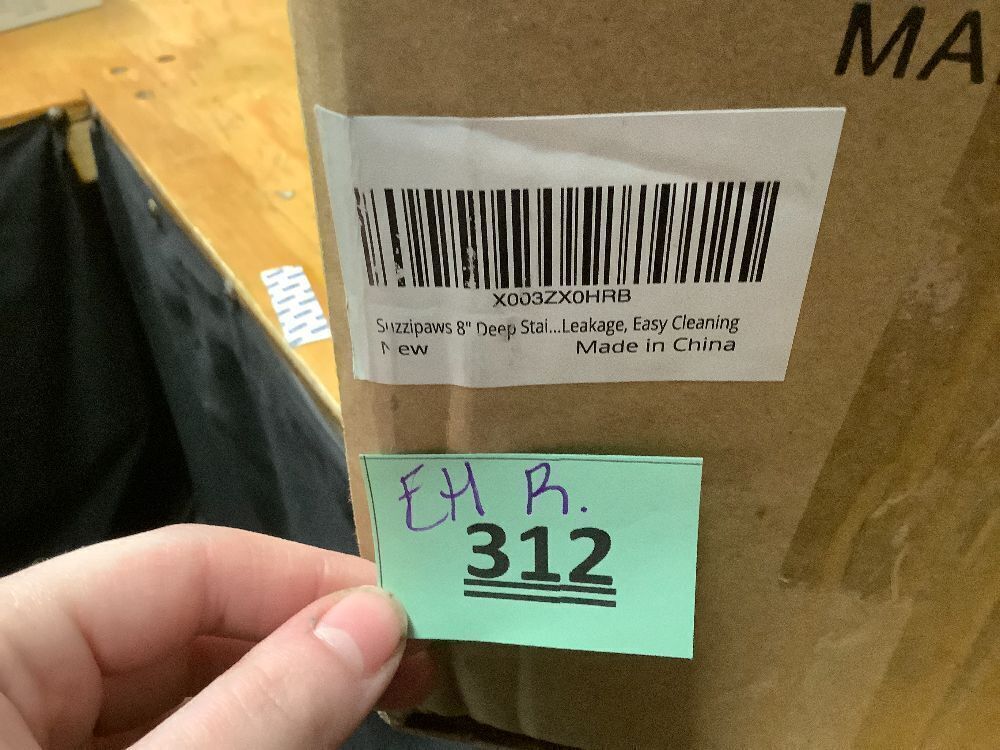 MA
X003ZX0HRB
Suzzipaws 8" Deep Stai...Leakage, Easy Cleaning
New Made in China
EH R.
312